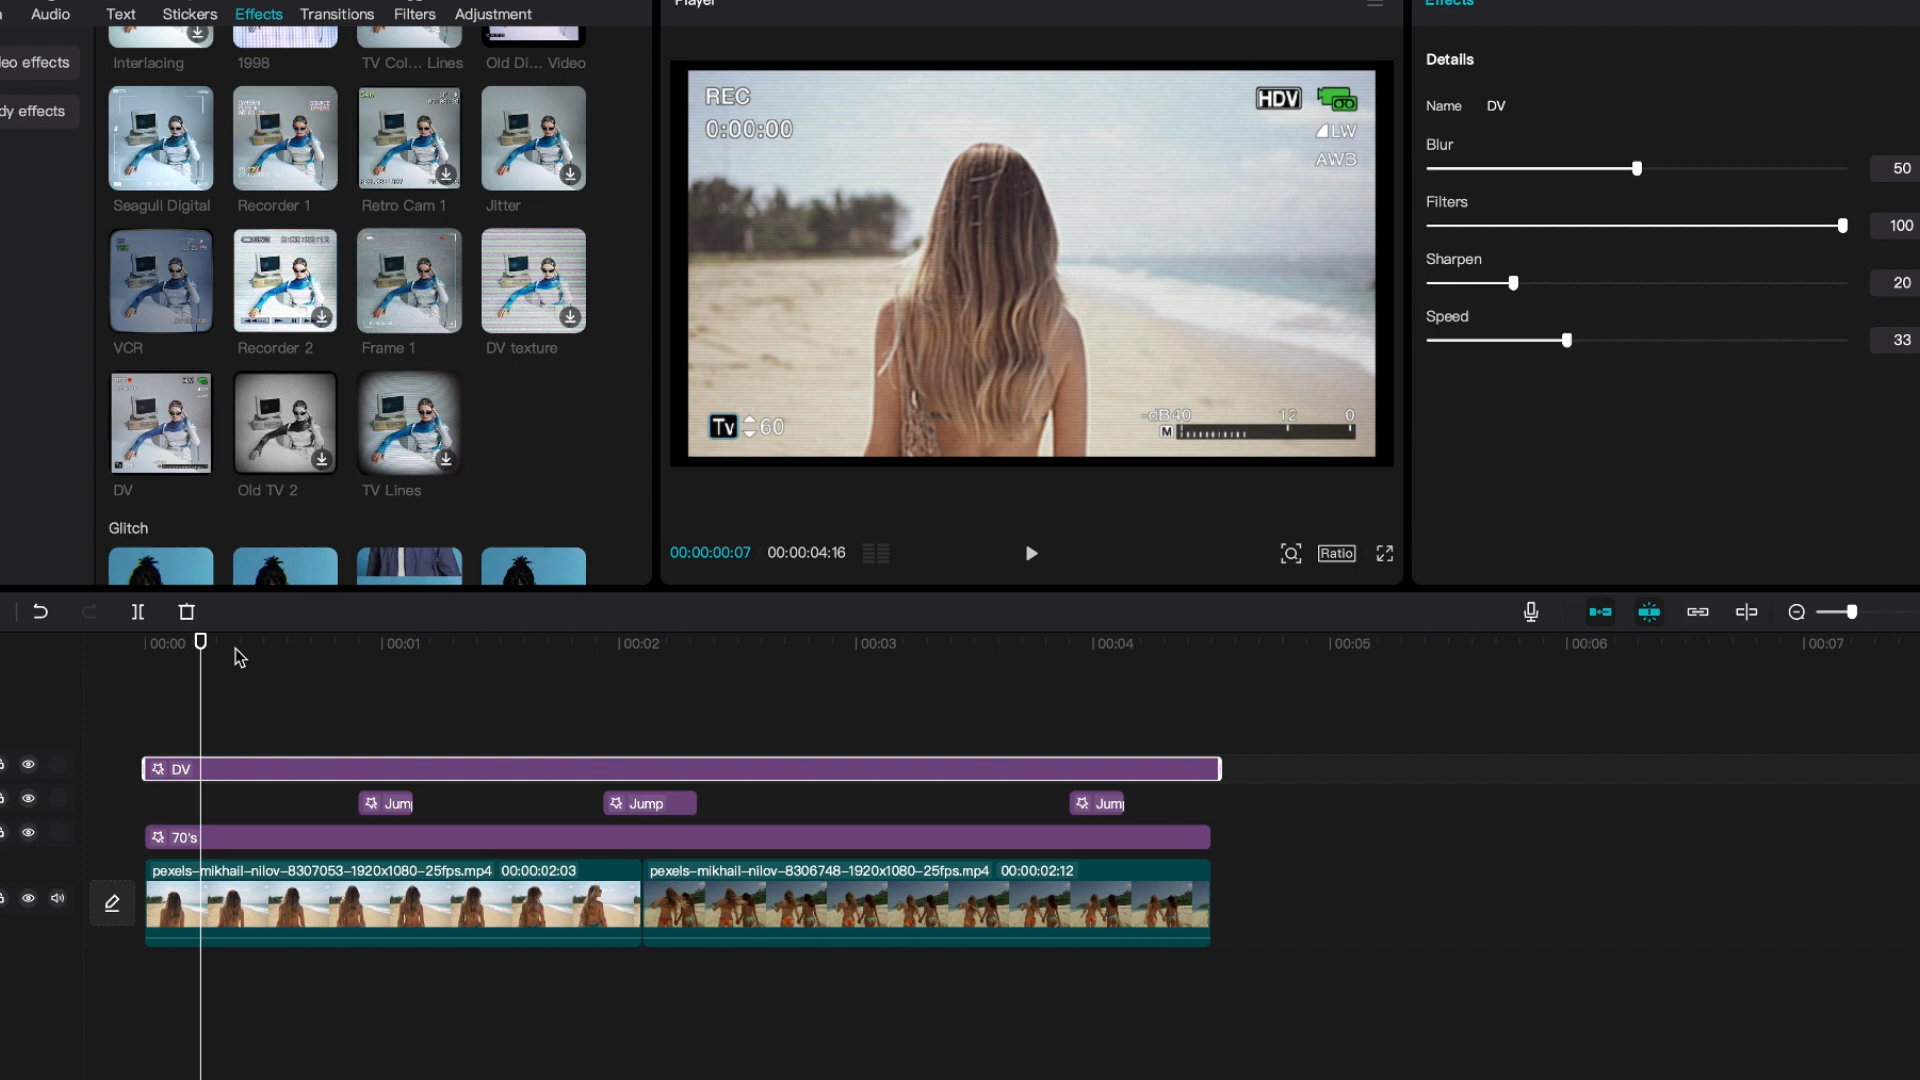 Audio
Text
Stickers
Effects
Transitions
Filters
Adjustment
eo effects
dy effects
Interlacing
1998
TV Col... Lines
Old Di... Video
Seagull Digital
Recorder 1
Retro Cam 1
Jitter
VCR
Recorder 2
Frame 1
DV texture
DV
Old TV 2
TV Lines
Glitch
Player
REC
0:00:00
HDV
LW
AWB
Tv 60
-dB40 12 0
M
00:00:00:07
00:00:04:16
Ratio
Effects
Details
Name DV
Blur
50
Filters
100
Sharpen
20
Speed
33
00:00
00:01
00:02
00:03
00:04
00:05
00:06
00:07
DV
Jum
Jump
Jum
70's
pexels-mikhail-nilov-8307053-1920x1080-25fps.mp4 00:00:02:03
pexels-mikhail-nilov-8306748-1920x1080-25fps.mp4 00:00:02:12